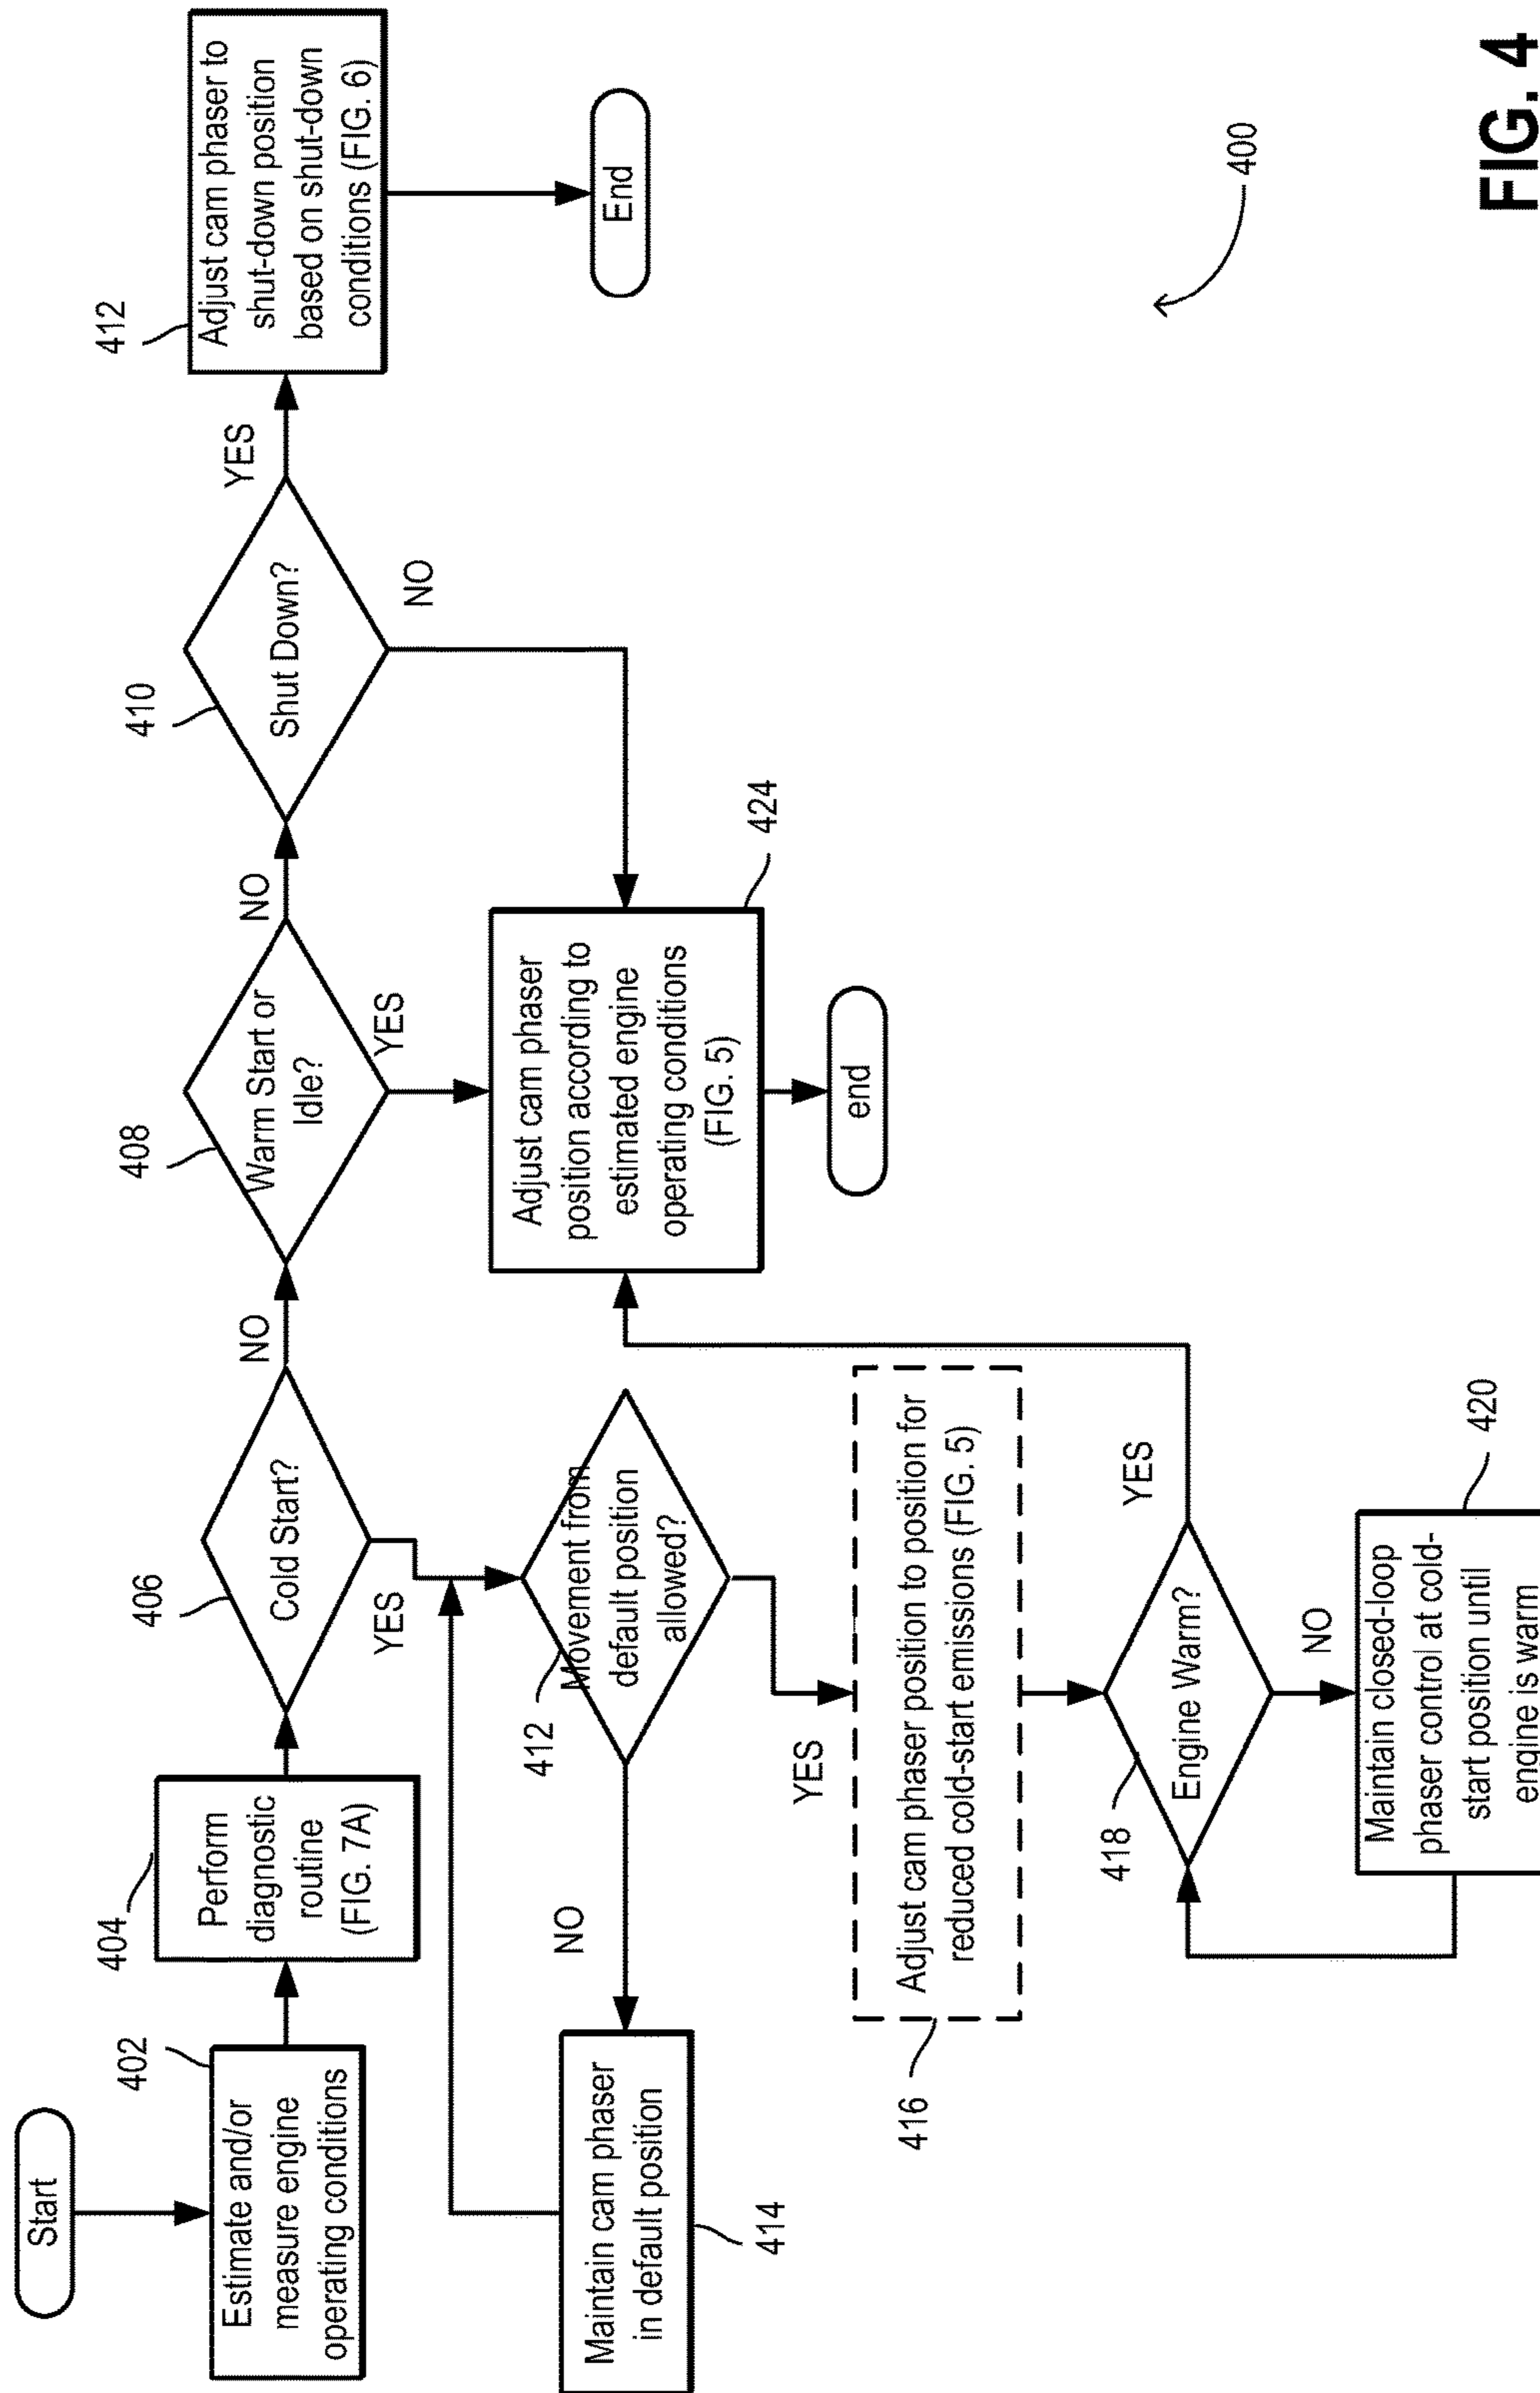 Start
402
Estimate and/or
measure engine
operating conditions
404
Perform
diagnostic
routine
(FIG. 7A)
406
Cold Start?
NO
YES
408
Warm Start or
Idle?
NO
YES
410
Shut Down?
YES
NO
412
Adjust cam phaser to
shut-down position
based on shut-down
conditions (FIG. 6)
End
412
Movement from
default position
allowed?
NO
YES
414
Maintain cam phaser
in default position
424
Adjust cam phaser
position according to
estimated engine
operating conditions
(FIG. 5)
end
416
Adjust cam phaser position to position for
reduced cold-start emissions (FIG. 5)
418
Engine Warm?
YES
NO
420
Maintain closed-loop
phaser control at cold-
start position until
engine is warm
400
FIG. 4